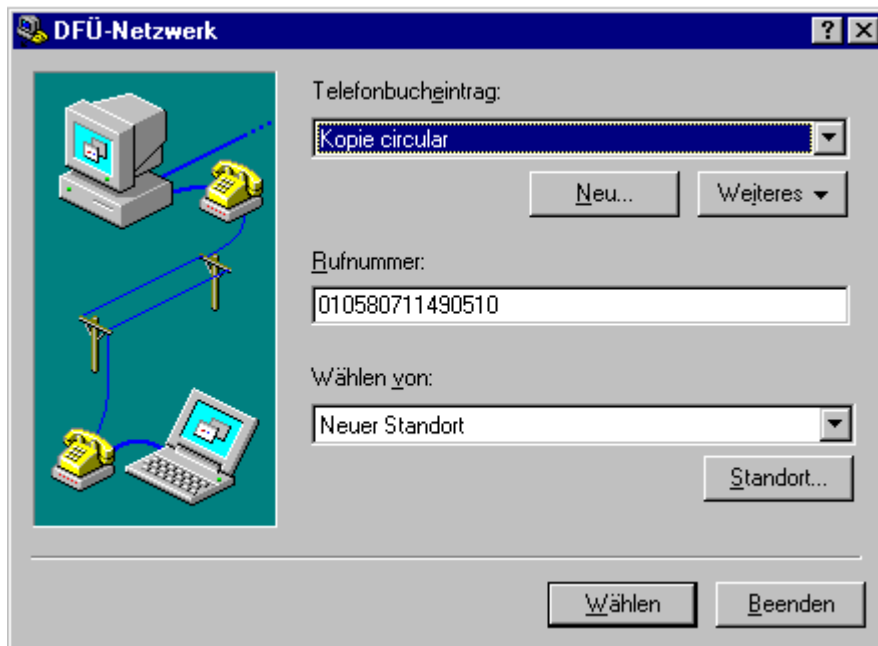 DFÜ-Netzwerk
Telefonbucheintrag:
Kopie circular
Neu...
Weiteres
Rufnummer:
010580711490510
Wählen von:
Neuer Standort
Standort...
Wählen
Beenden